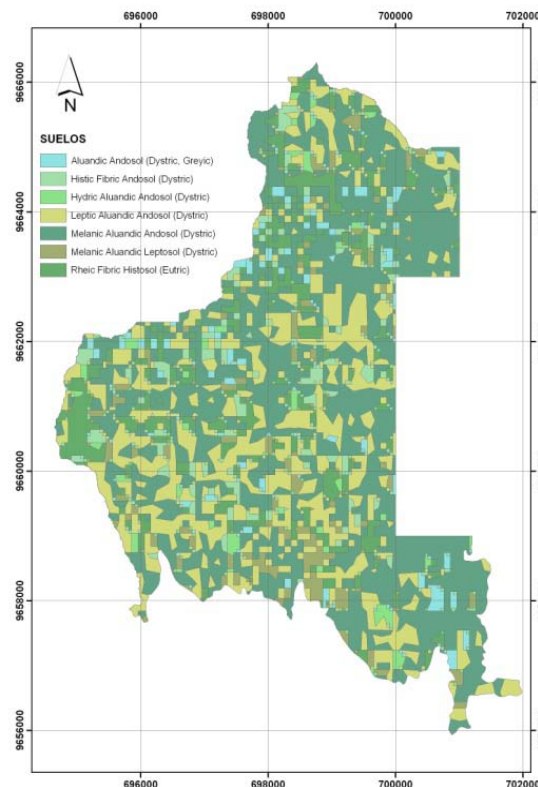 696000 698000 700000 702000
9666000
N
SUELOS
Aluandic Andosol (Dystric, Greyic)
Histic Fibric Andosol (Dystric)
Hydric Aluandic Andosol (Dystric)
Leptic Aluandic Andosol (Dystric)
Melanic Aluandic Andosol (Dystric)
Melanic Aluandic Leptosol (Dystric)
Rheic Fibric Histosol (Eutric)
9664000
9662000
9660000
9658000
9656000
696000 698000 700000 702000